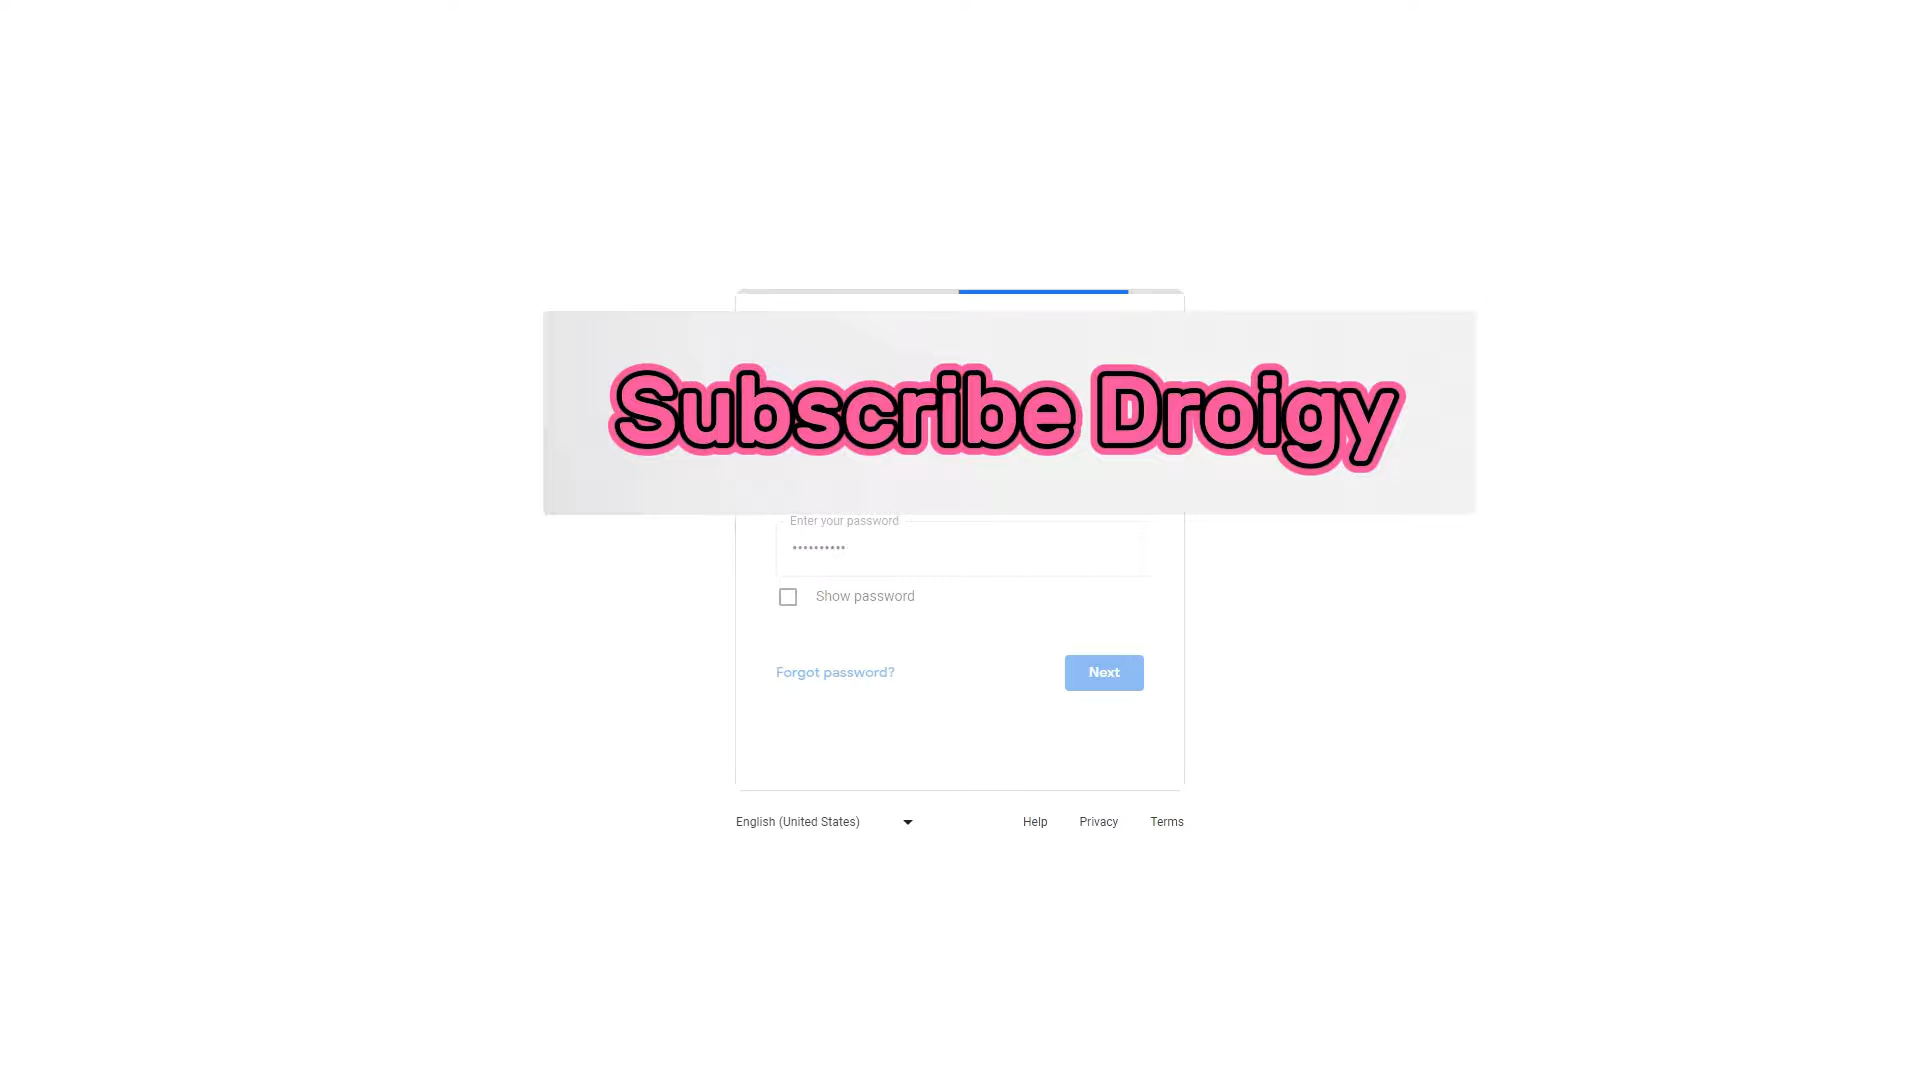 Subscribe Droigy
Enter your password
••••••••••
Show password
Forgot password?
Next
English (United States)
Help
Privacy
Terms